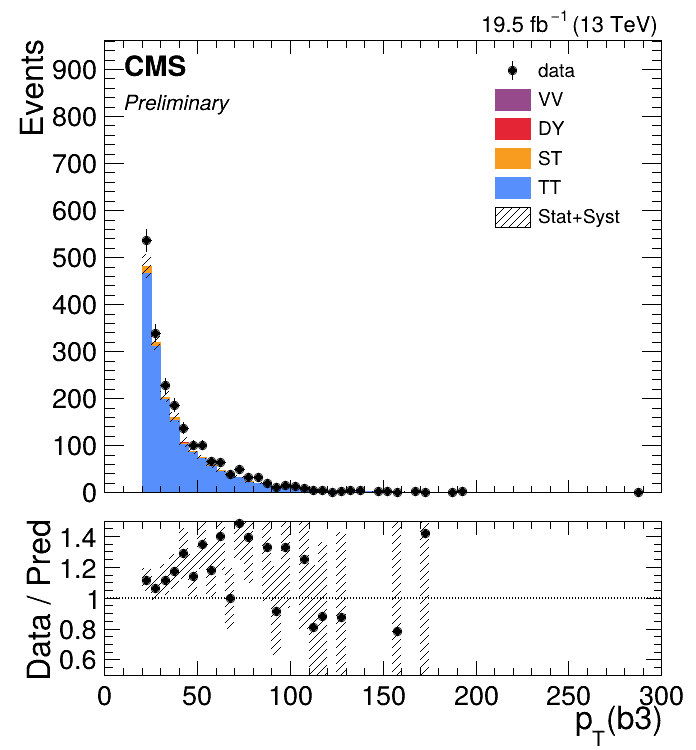 19.5 fb⁻¹ (13 TeV)
CMS
Preliminary
Events
900
800
700
600
500
400
300
200
100
0
data
VV
DY
ST
TT
Stat+Syst
Data / Pred
1.4
1.2
1
0.8
0.6
0 50 100 150 200 250 300
p_T(b3)